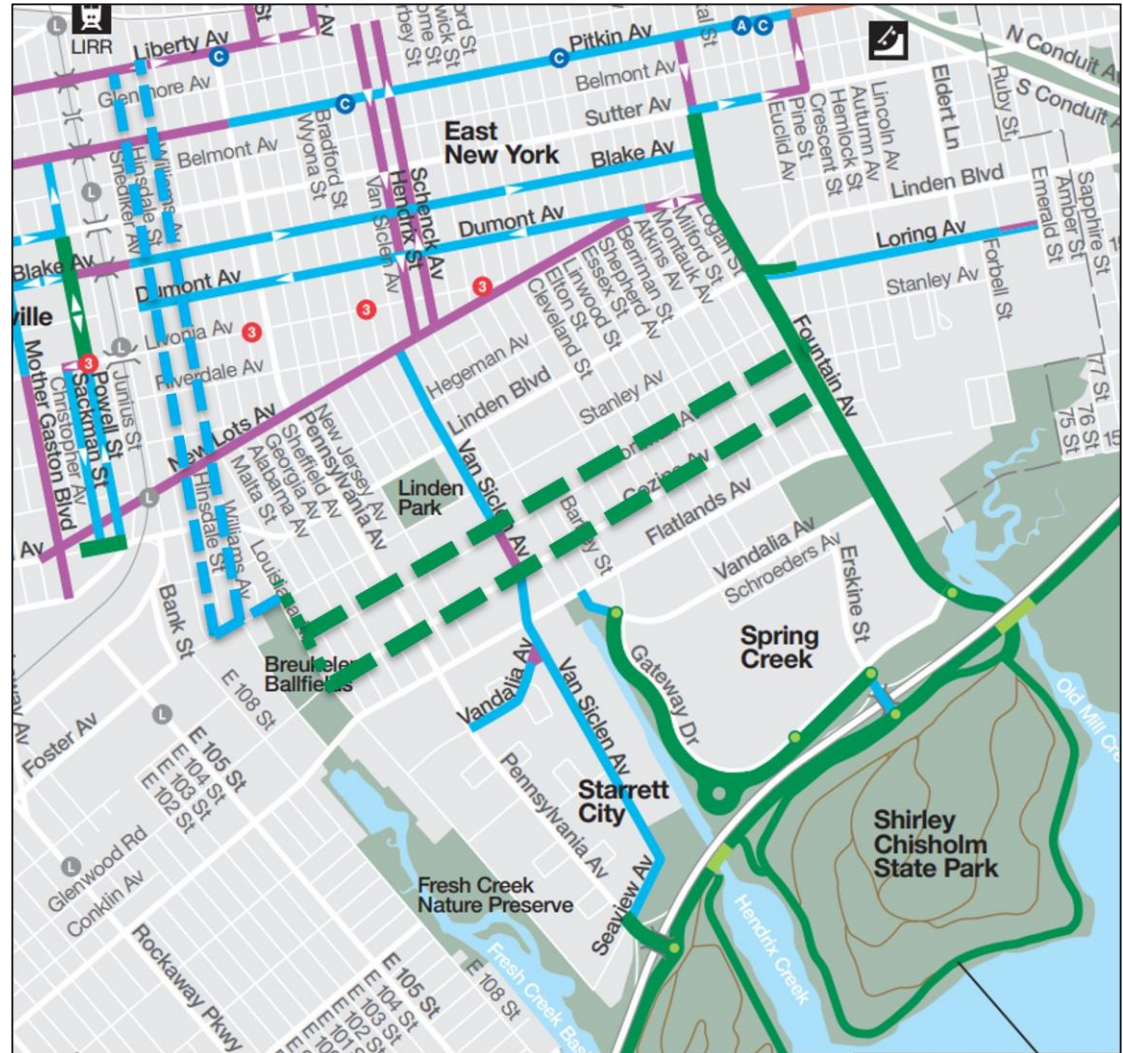 LIRR
Liberty Av
Glenmore Av
Pitkin Av
Belmont Av
Sutter Av
N Conduit Av
S Conduit A
Eldert Ln
Ruby St
Lincoln Av
Autumn Av
Hemlock St
Crescent St
Pine St
Euclid Av
East
New York
Bradford St
Wyona St
Belmont Av
Blake Av
Linden Blvd
Sapphire St
Amber St
Emerald St
Hinsdale St
Snediker Av
Williams Av
Van Siclen Av
Hendrix St
Schenck Av
Dumont Av
Loring Av
Forbell St
Stanley Av
Logan St
Milford St
Montauk Av
Atkins Av
Berriman St
Shepherd Av
Essex St
Linwood St
Elton St
Cleveland St
Blake Av
Dumont Av
ville
Livonia Av
Riverdale Av
Mother Gaston Blvd
Christopher Av
Sackman St
Powell St
Junius St
New Lots Av
Hegeman Av
Linden Blvd
Stanley Av
Fountain Av
77 St
76 St
75 St
New Jersey Av
Pennsylvania Av
Sheffield Av
Georgia Av
Alabama Av
Malta St
Hinsdale St
Williams Av
Linden
Park
Van Siclen Av
Cozine Av
Flatlands Av
Barbey St
Vandalia Av
Schroeders Av
Erskine St
Av
Bank St
Breukelen
Ballfields
Spring
Creek
Gateway Dr
Old Mill Cre
E 108 St
Foster Av
E 105 St
E 104 St
E 103 St
E 102 St
Vandalia Av
Van Siclen Av
Pennsylvania Av
Starrett
City
Shirley
Chisholm
State Park
Glenwood Rd
Conklin Av
Fresh Creek
Nature Preserve
Seaview Av
Hendrix Creek
Rockaway Pkwy
Fresh Creek Basi
E 108 St
E 105 St
E 104 St
E 103 St
E 102 St
E 101 St